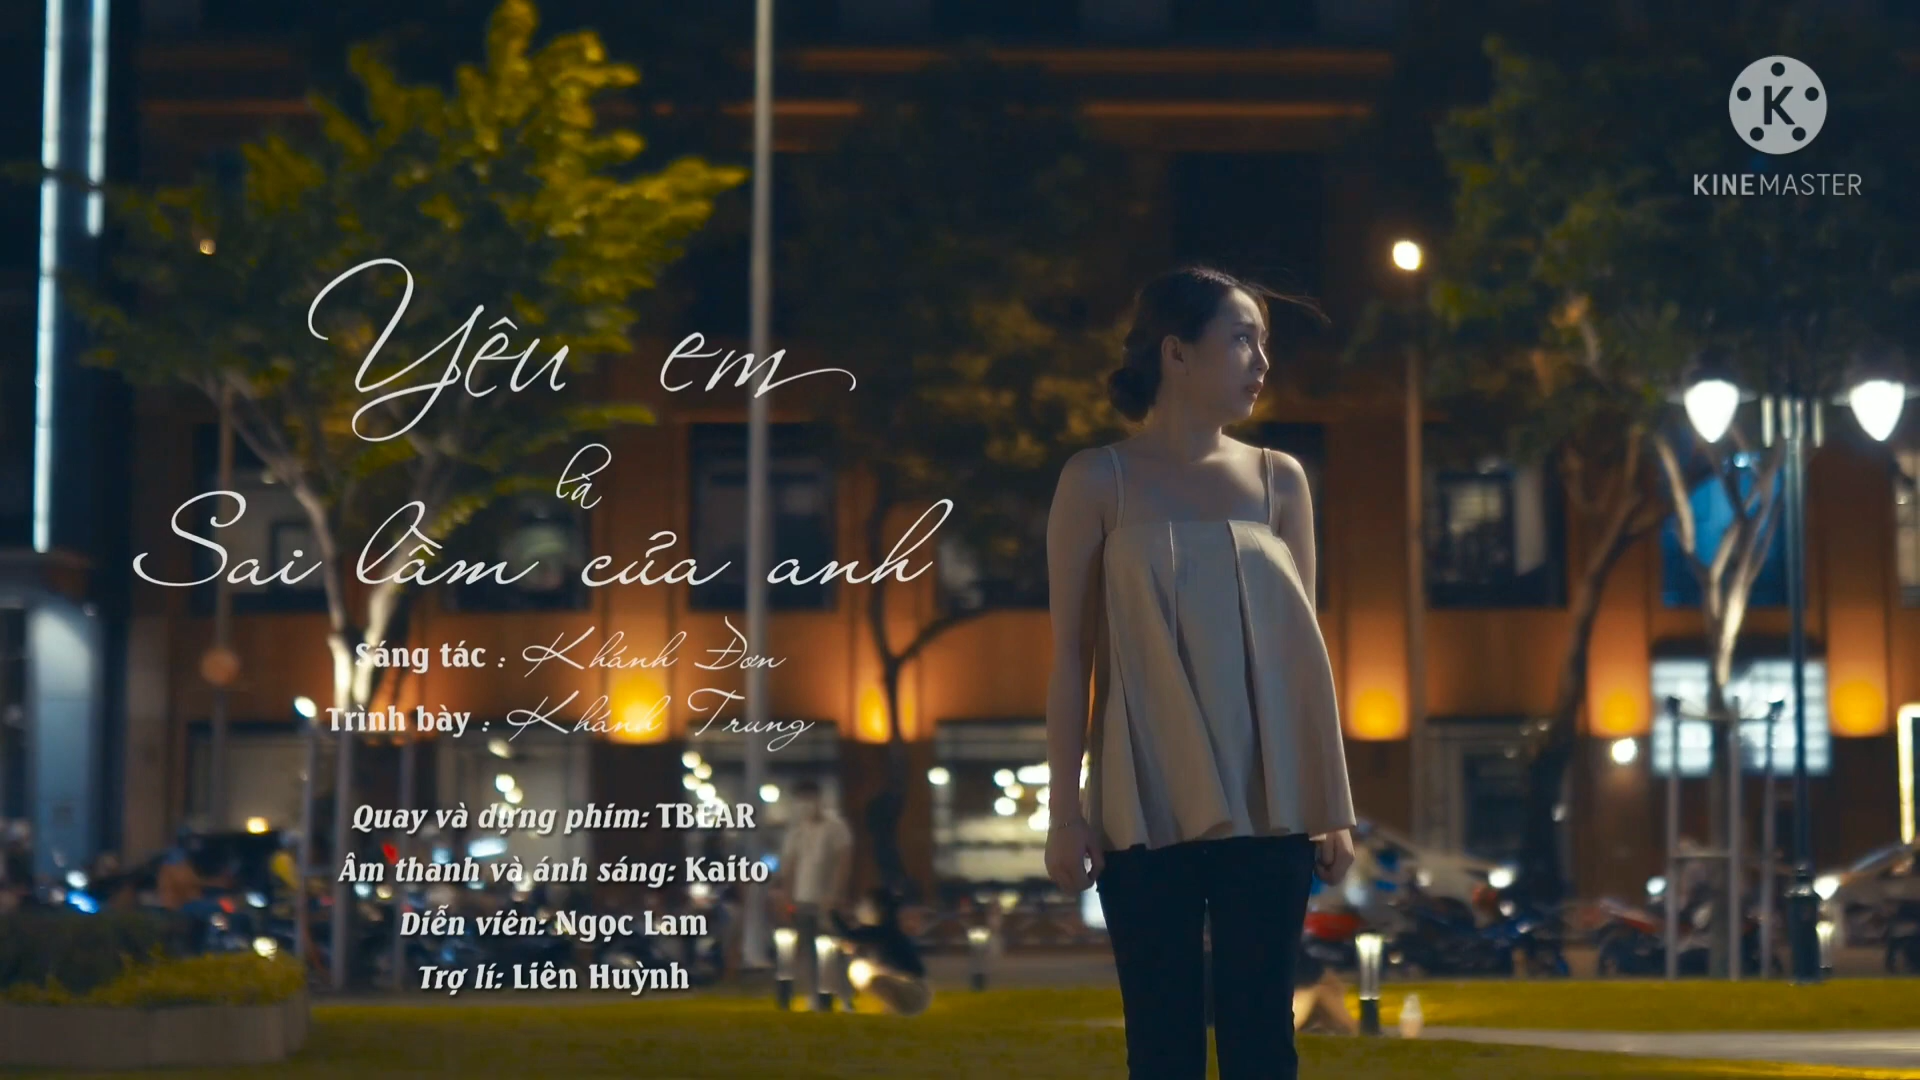 Yêu em
là
Sai lầm của anh
Sáng tác : Khánh Đơn
Trình bày : Khánh Trung
Quay và dựng phim: TBEAR
Âm thanh và ánh sáng: Kaito
Diễn viên: Ngọc Lam
Trợ lí: Liên Huỳnh
K
KINEMASTER